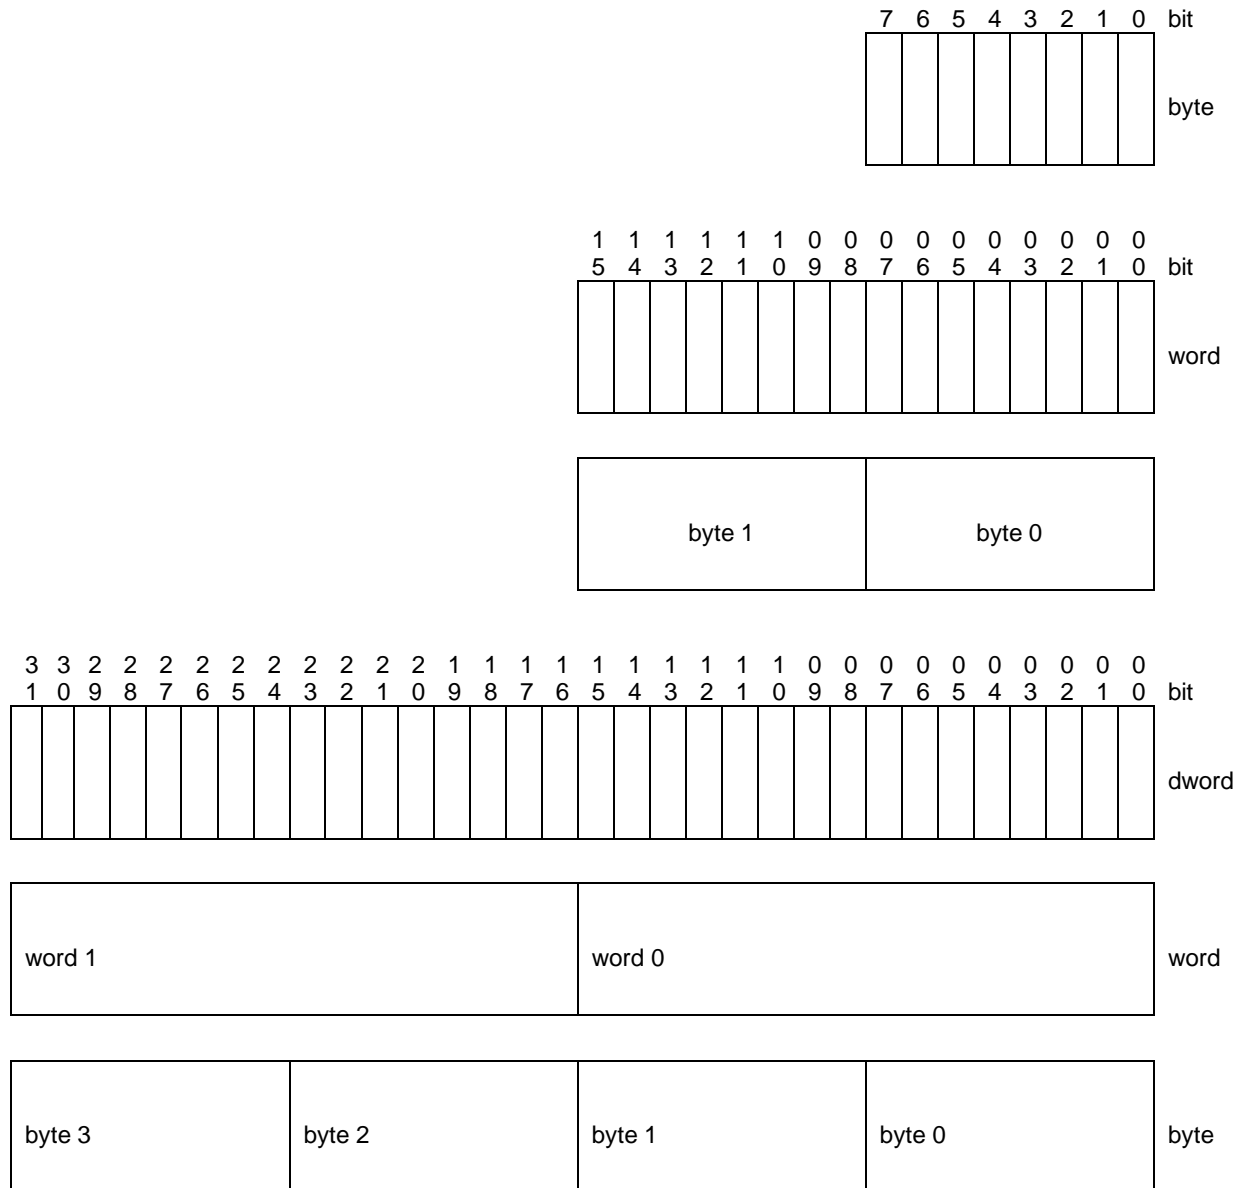 7 6 5 4 3 2 1 0 bit
byte
1 1 1 1 1 1 0 0 0 0 0 0 0 0 0 0
5 4 3 2 1 0 9 8 7 6 5 4 3 2 1 0 bit
word
byte 1 byte 0
3 3 2 2 2 2 2 2 2 2 2 2 1 1 1 1 1 1 1 1 1 1 0 0 0 0 0 0 0 0 0 0
1 0 9 8 7 6 5 4 3 2 1 0 9 8 7 6 5 4 3 2 1 0 9 8 7 6 5 4 3 2 1 0 bit
dword
word 1 word 0 word
byte 3 byte 2 byte 1 byte 0 byte